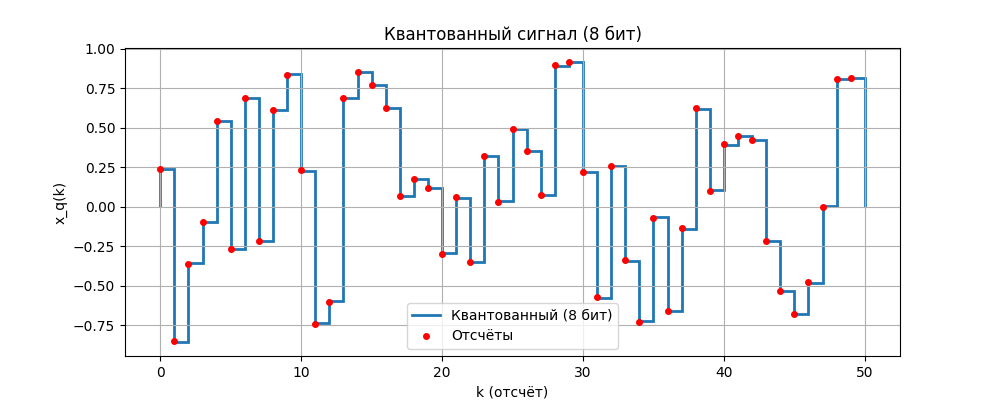 Квантованный сигнал (8 бит)
x_q(k)
1.00
0.75
0.50
0.25
0.00
−0.25
−0.50
−0.75
Квантованный (8 бит)
Отсчёты
0 10 20 30 40 50
k (отсчёт)